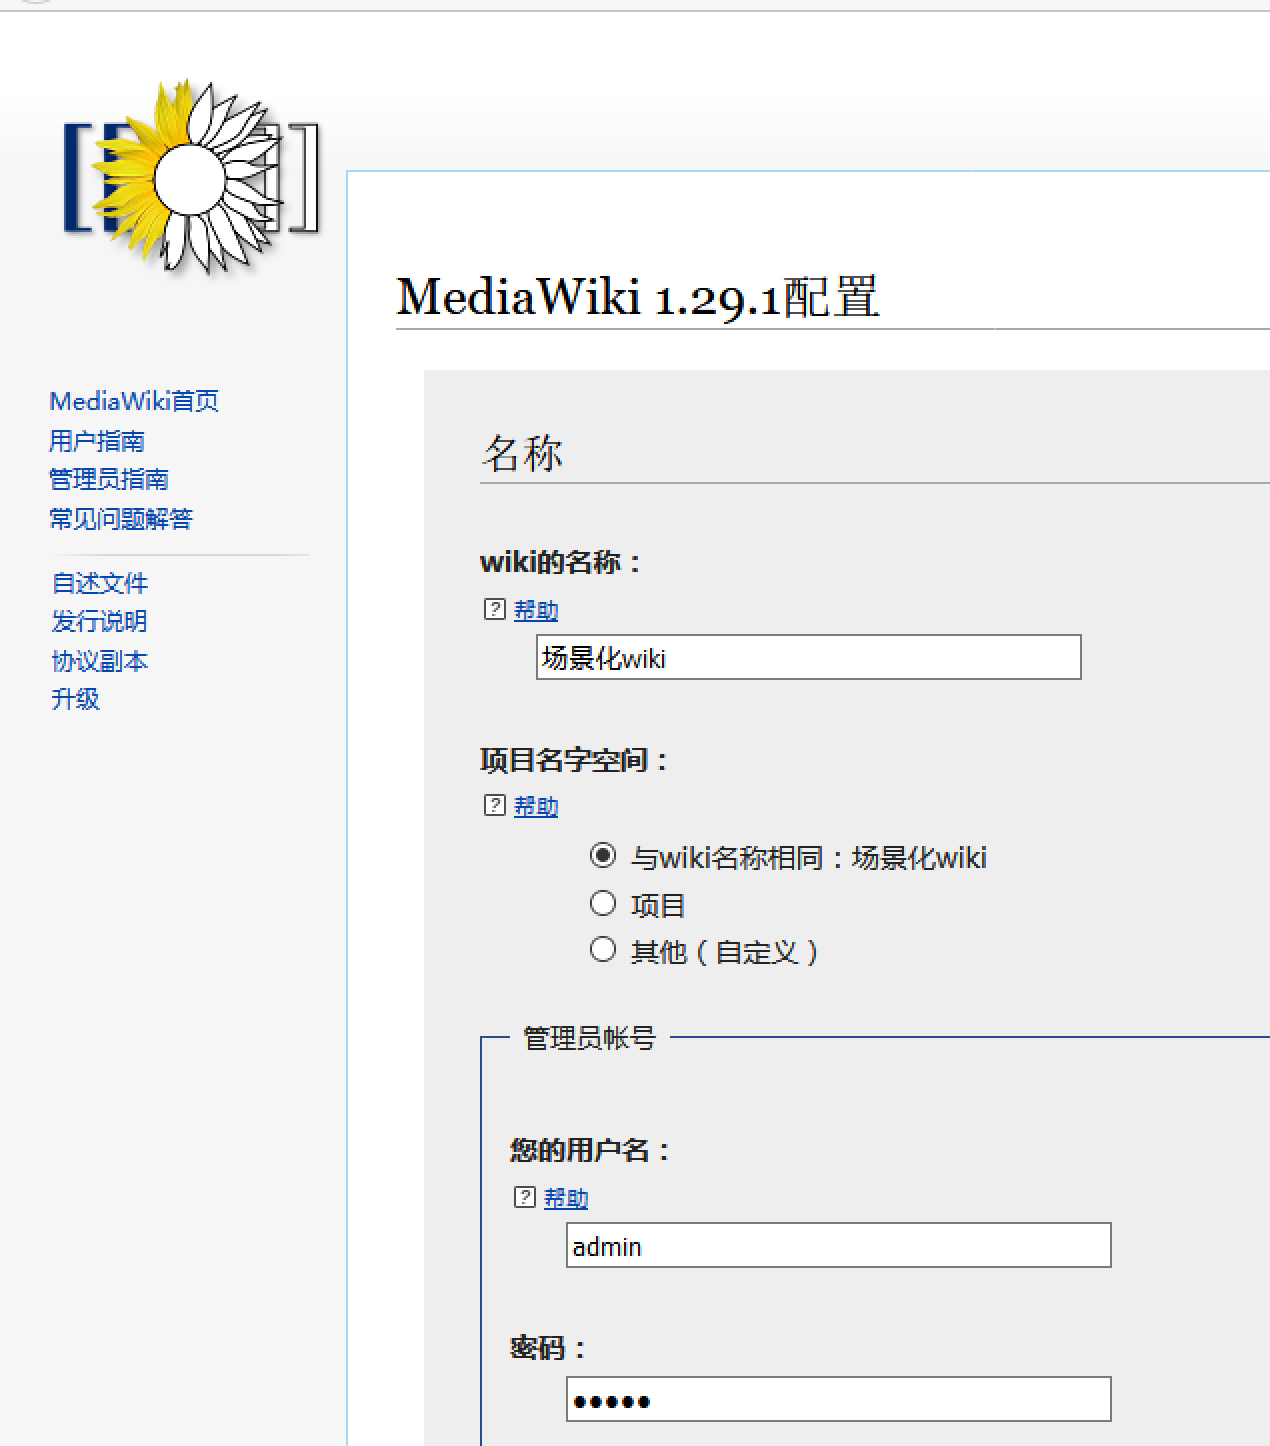 MediaWiki首页
用户指南
管理员指南
常见问题解答
自述文件
发行说明
协议副本
升级
MediaWiki 1.29.1配置
名称
wiki的名称：
? 帮助
场景化wiki
项目名字空间：
? 帮助
与wiki名称相同：场景化wiki
项目
其他（自定义）
管理员帐号
您的用户名：
? 帮助
admin
密码：
•••••